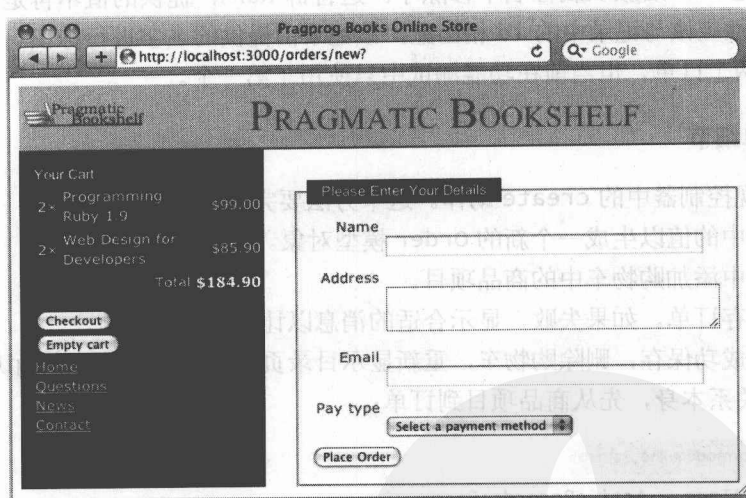 Pragprog Books Online Store
http://localhost:3000/orders/new?
Google
Pragmatic
Bookshelf
PRAGMATIC BOOKSHELF
Your Cart
2× Programming Ruby 1.9 $99.00
2× Web Design for Developers $85.90
Total $184.90
Checkout
Empty cart
Home
Questions
News
Contact
Please Enter Your Details
Name
Address
Email
Pay type
Select a payment method
Place Order